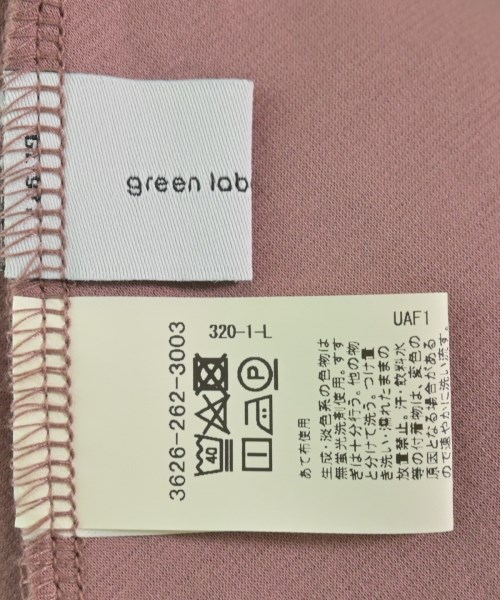 green lab
320-1-L
UAF1
3626-262-3003
40
P
あて布使用
生成・淡色系の色物は
無蛍光洗剤使用。すす
ぎは十分行う。他の物
と分けて洗う。つけ置
き洗い・濡れたままの
放置禁止。汗・飲料水
等の付着物は、変色の
原因となる場合がある
ので速やかに洗い流す。